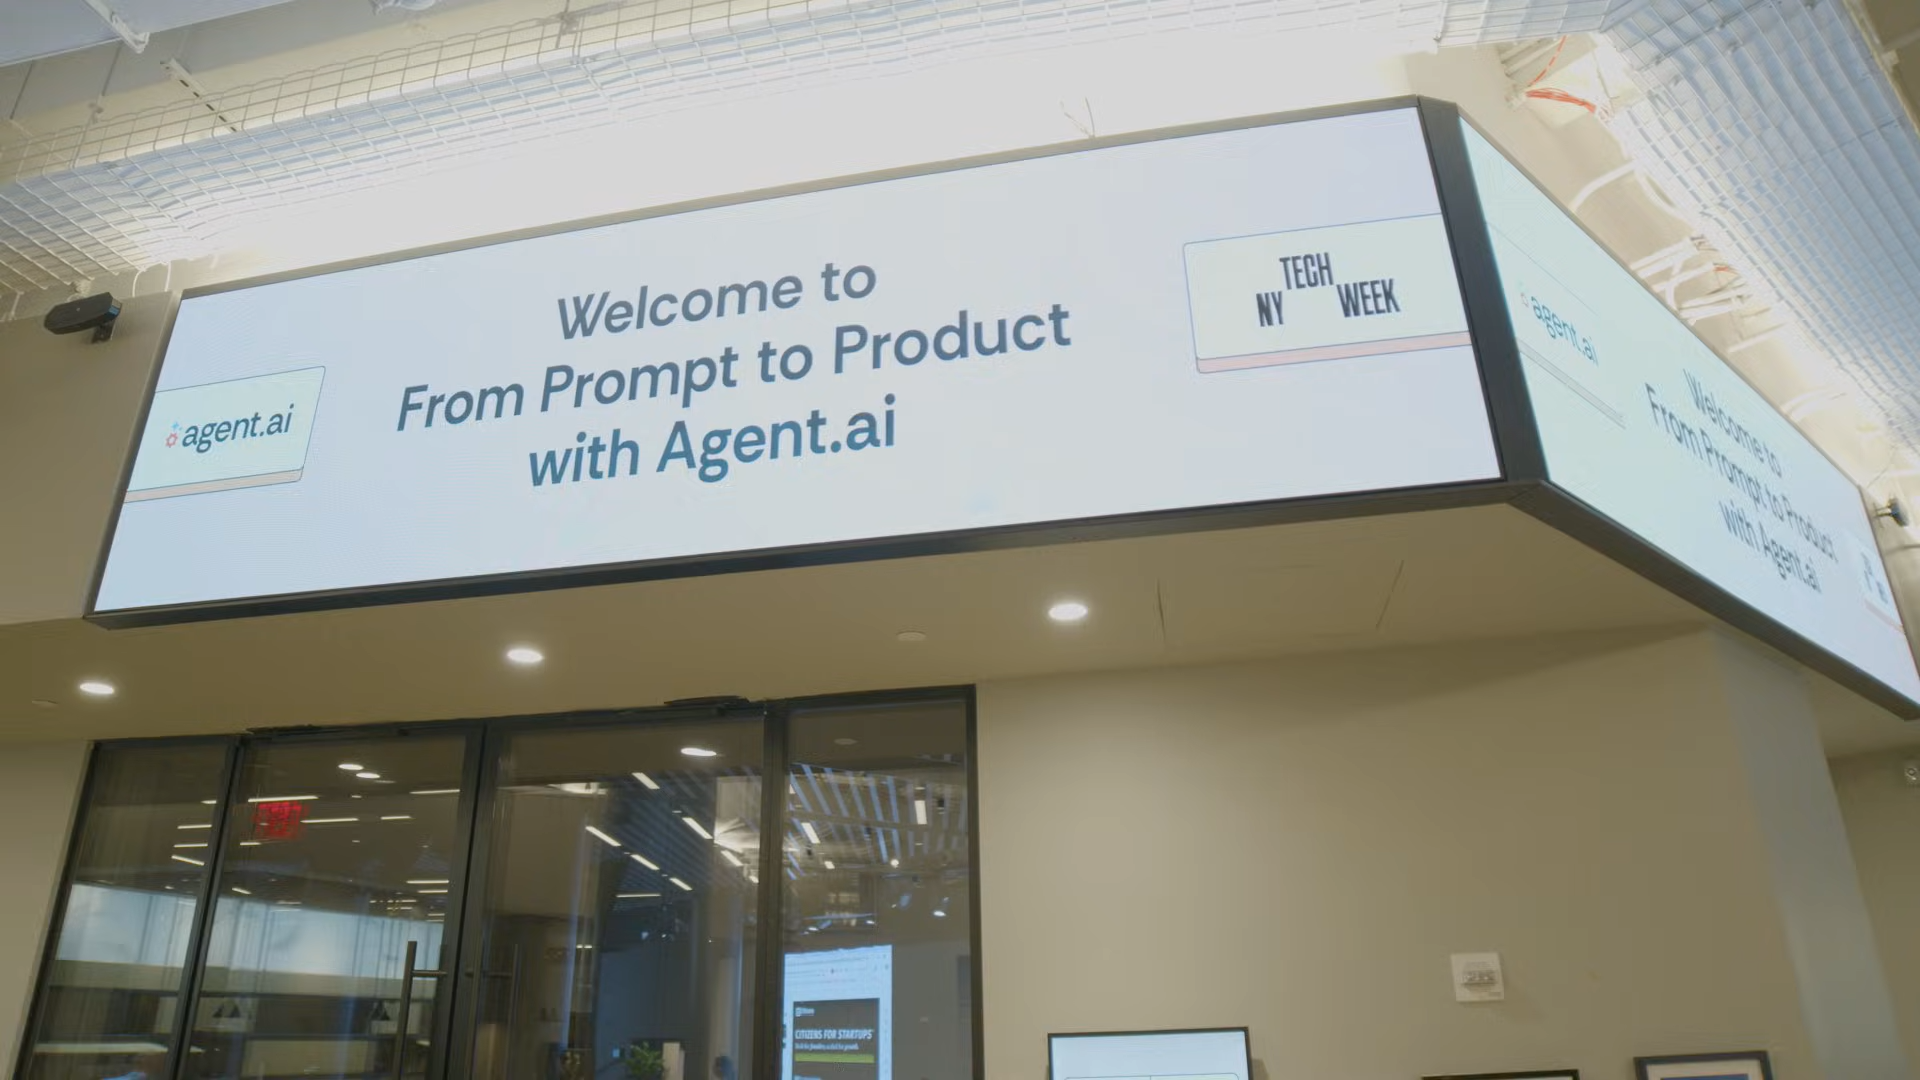 Welcome to
From Prompt to Product
with Agent.ai
agent.ai
NY TECH WEEK
agent.ai
Welcome to
From Prompt to Product
with Agent.ai
CITIZENS FOR STARTUPS